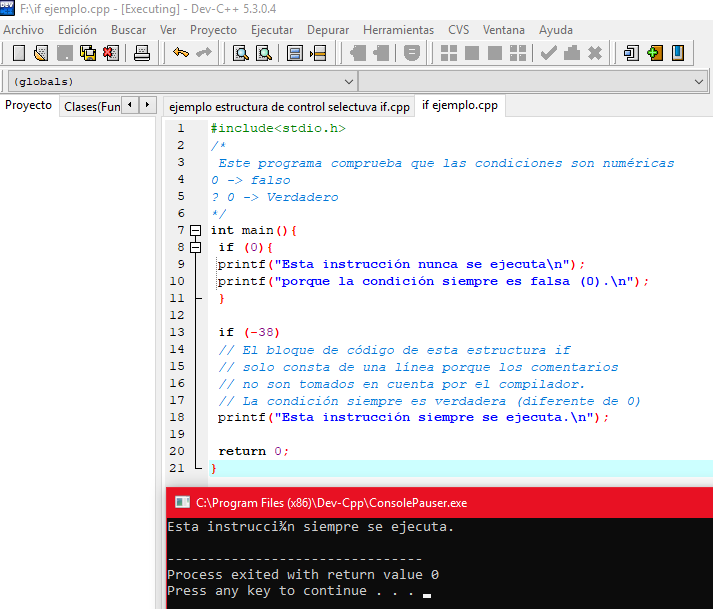 F:\if ejemplo.cpp - [Executing] - Dev-C++ 5.3.0.4
Archivo Edición Buscar Ver Proyecto Ejecutar Depurar Herramientas CVS Ventana Ayuda
(globals)
Proyecto Clases(Fun ejemplo estructura de control selectuva if.cpp if ejemplo.cpp
1 #include<stdio.h>
2 /*
3 Este programa comprueba que las condiciones son numéricas
4 0 -> falso
5 ? 0 -> Verdadero
6 */
7 int main(){
8 if (0){
9 printf("Esta instrucción nunca se ejecuta\n");
10 printf("porque la condición siempre es falsa (0).\n");
11 }
12
13 if (-38)
14 // El bloque de código de esta estructura if
15 // solo consta de una línea porque los comentarios
16 // no son tomados en cuenta por el compilador.
17 // La condición siempre es verdadera (diferente de 0)
18 printf("Esta instrucción siempre se ejecuta.\n");
19
20 return 0;
21 }
C:\Program Files (x86)\Dev-Cpp\ConsolePauser.exe
Esta instrucci¾n siempre se ejecuta.
--------------------------------
Process exited with return value 0
Press any key to continue . . .